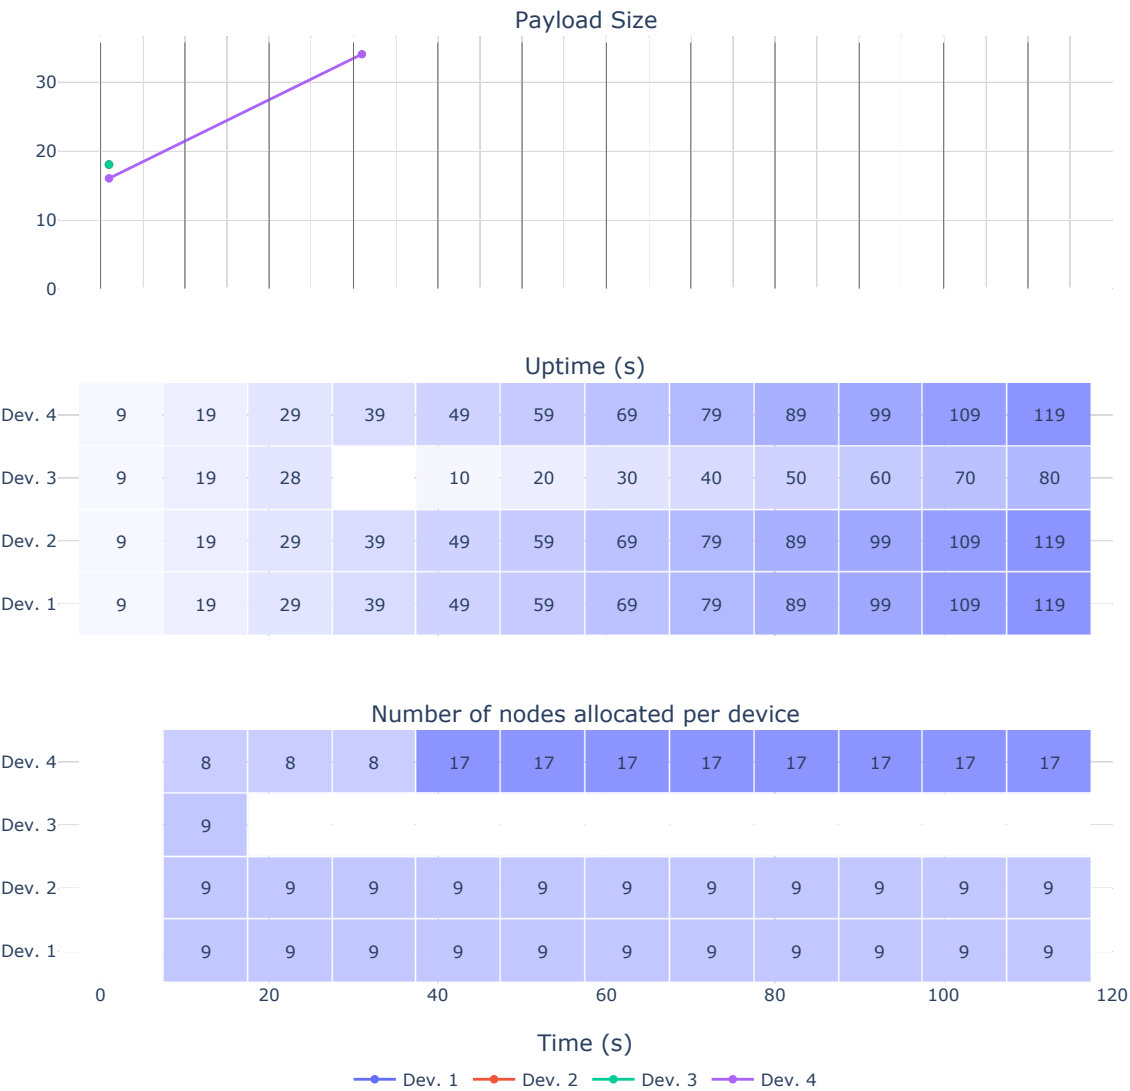 Payload Size
30
20
10
0
Uptime (s)
Dev. 4 9 19 29 39 49 59 69 79 89 99 109 119
Dev. 3 9 19 28 10 20 30 40 50 60 70 80
Dev. 2 9 19 29 39 49 59 69 79 89 99 109 119
Dev. 1 9 19 29 39 49 59 69 79 89 99 109 119
Number of nodes allocated per device
Dev. 4 8 8 8 17 17 17 17 17 17 17 17
Dev. 3 9
Dev. 2 9 9 9 9 9 9 9 9 9 9 9
Dev. 1 9 9 9 9 9 9 9 9 9 9 9
0 20 40 60 80 100 120
Time (s)
Dev. 1 Dev. 2 Dev. 3 Dev. 4